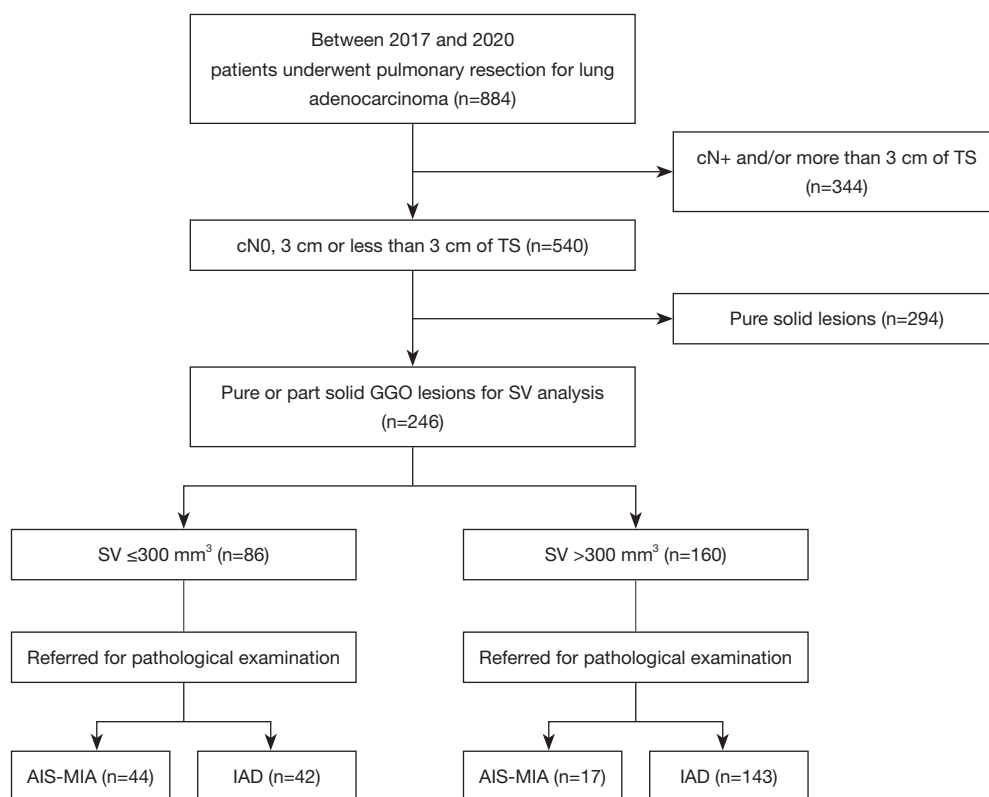 Between 2017 and 2020
patients underwent pulmonary resection for lung
adenocarcinoma (n=884)
cN+ and/or more than 3 cm of TS
(n=344)
cN0, 3 cm or less than 3 cm of TS (n=540)
Pure solid lesions (n=294)
Pure or part solid GGO lesions for SV analysis
(n=246)
SV ≤300 mm³ (n=86)
SV >300 mm³ (n=160)
Referred for pathological examination
Referred for pathological examination
AIS-MIA (n=44)
IAD (n=42)
AIS-MIA (n=17)
IAD (n=143)